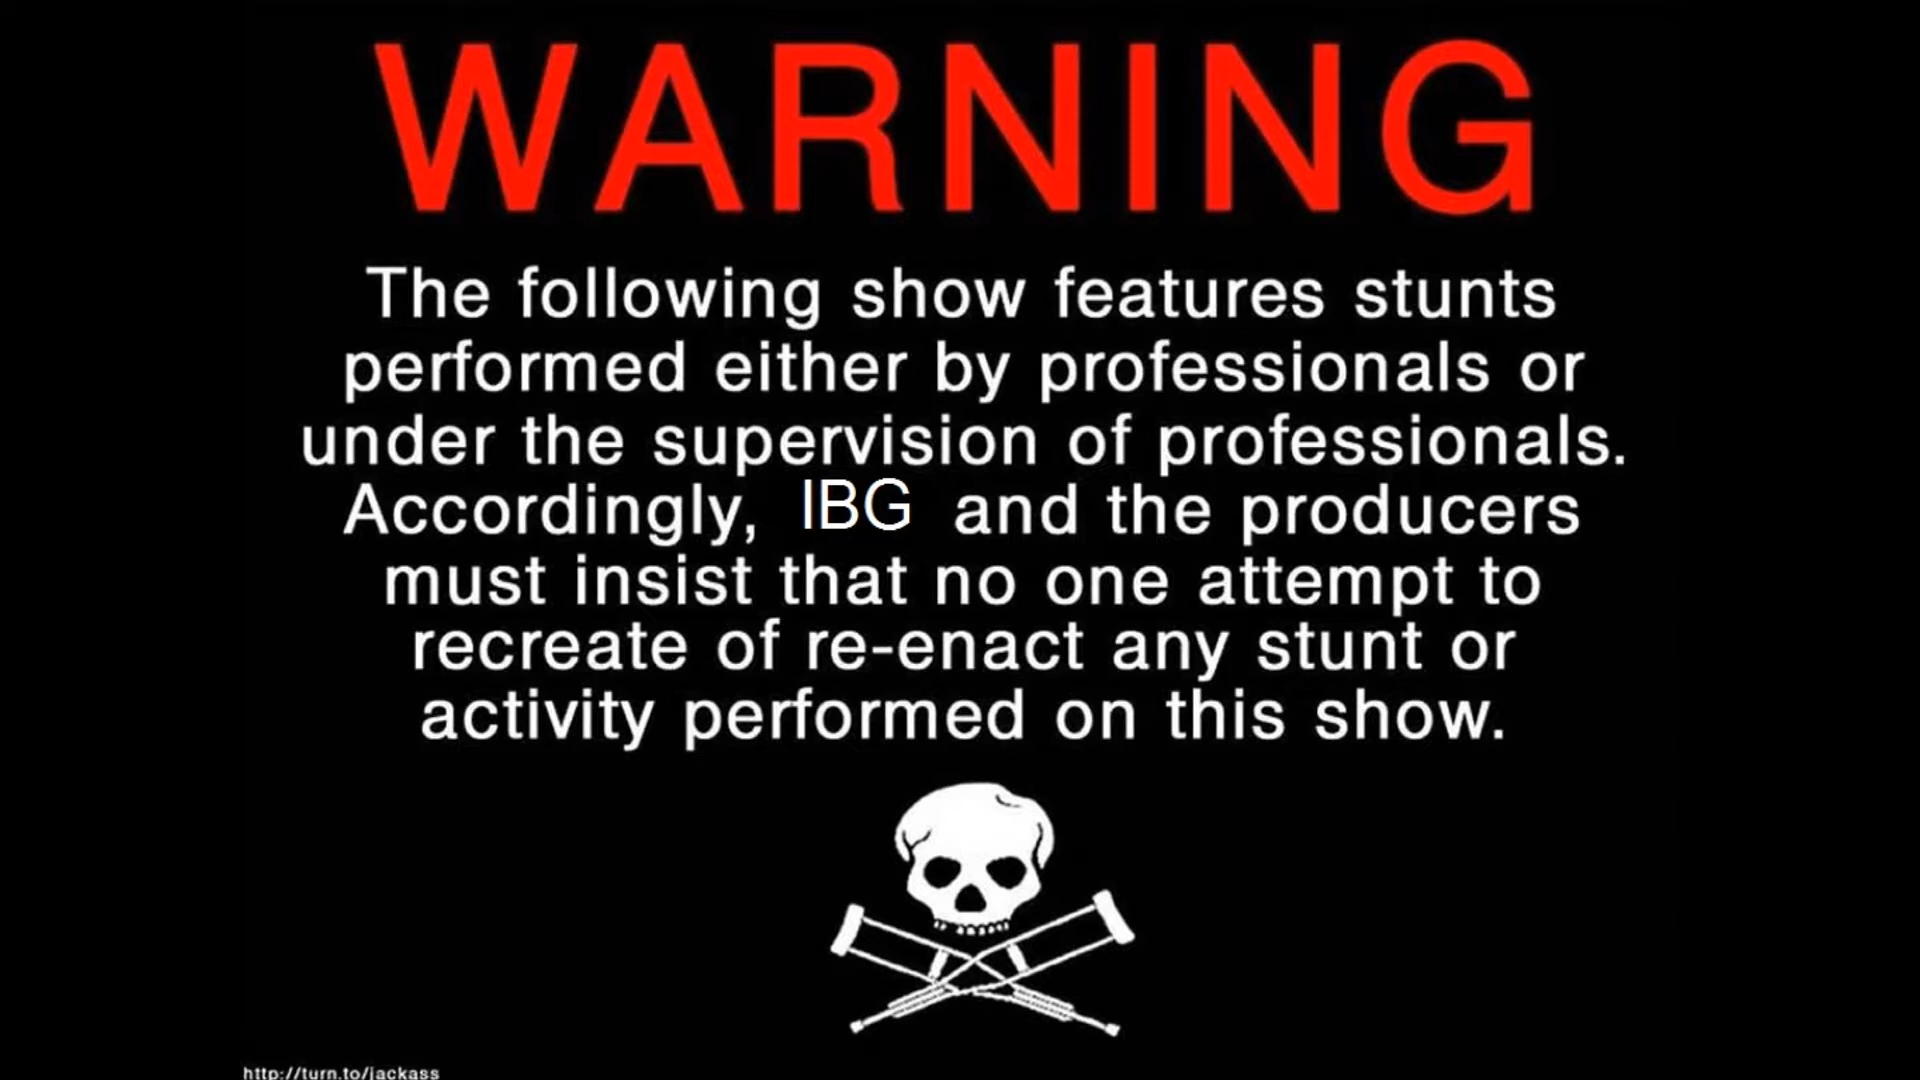 WARNING
The following show features stunts
performed either by professionals or
under the supervision of professionals.
Accordingly, IBG and the producers
must insist that no one attempt to
recreate of re-enact any stunt or
activity performed on this show.
http://turn.to/jackass